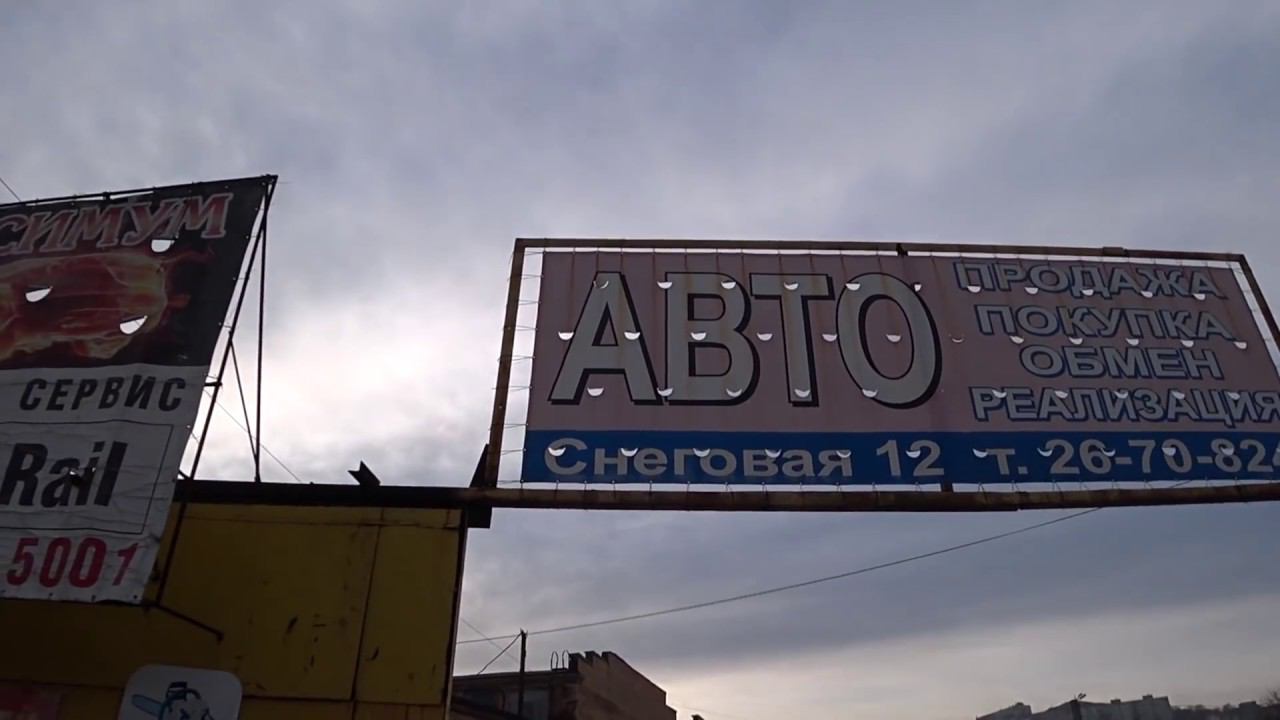 СИМУМ
СЕРВИС
Rail
5001
АВТО
ПРОДАЖА
ПОКУПКА
ОБМЕН
РЕАЛИЗАЦИЯ
Снеговая 12 т. 26-70-82